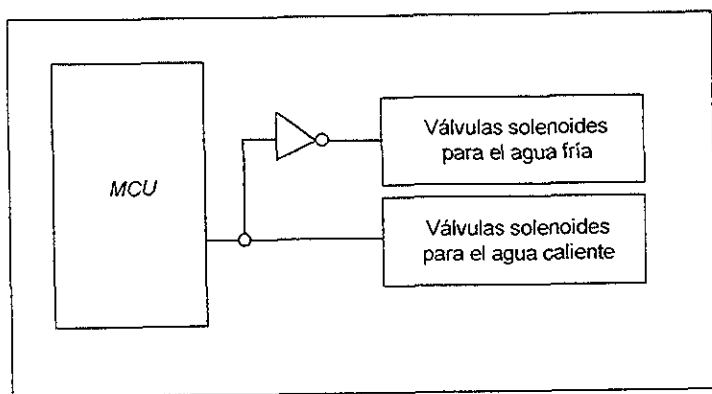 MCU
Válvulas solenoides
para el agua fría
Válvulas solenoides
para el agua caliente